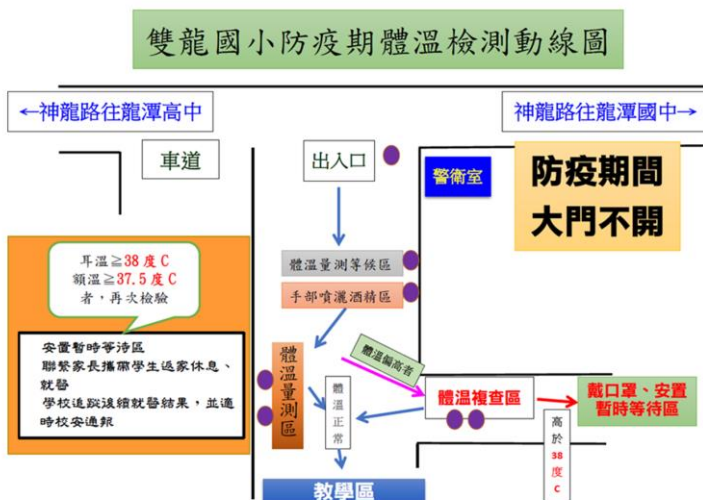 雙龍國小防疫期體溫檢測動線圖
←神龍路往龍潭高中
神龍路往龍潭國中→
車道
出入口
警衛室
防疫期間
大門不開
耳溫≧38 度 C
額溫≧37.5 度 C
者，再次檢驗
體溫量測等候區
手部噴灑酒精區
安置暫時等待區
聯繫家長攜帶學生返家休息、
就醫
學校追蹤後續就醫結果，並適
時校安通報
體溫量測區
體溫偏高者
體溫正常
體溫複查區
戴口罩、安置
暫時等待區
高於
38
度
C
教學區